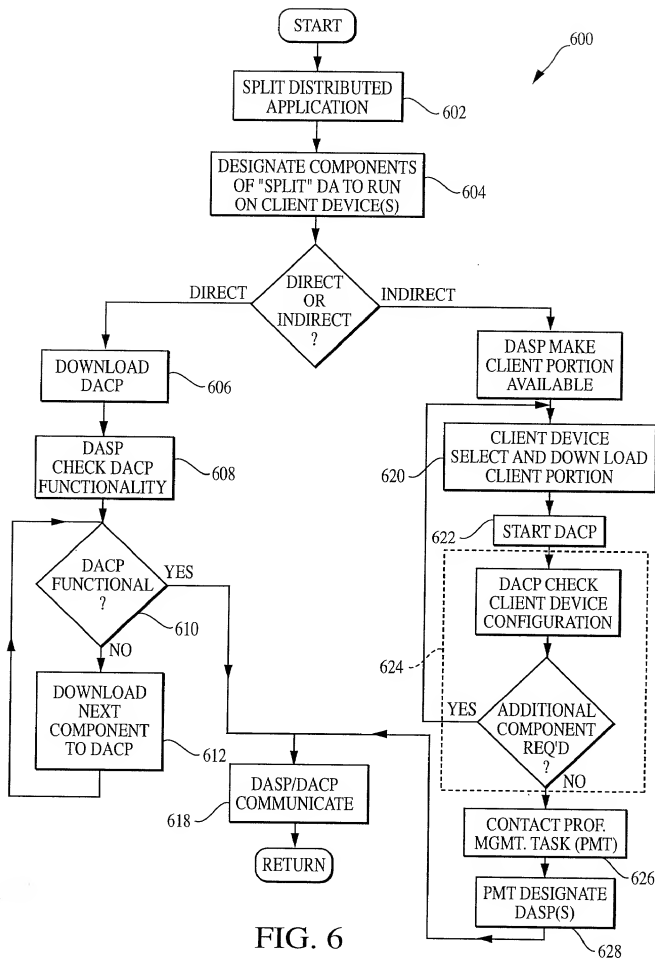 START
600
SPLIT DISTRIBUTED
APPLICATION
602
DESIGNATE COMPONENTS
OF "SPLIT" DA TO RUN
ON CLIENT DEVICE(S)
604
DIRECT
OR
INDIRECT
?
DIRECT
INDIRECT
DOWNLOAD
DACP
606
DASP
CHECK DACP
FUNCTIONALITY
608
DACP
FUNCTIONAL
?
YES
610
NO
DOWNLOAD
NEXT
COMPONENT
TO DACP
612
DASP MAKE
CLIENT PORTION
AVAILABLE
CLIENT DEVICE
SELECT AND DOWN LOAD
CLIENT PORTION
620
622
START DACP
DACP CHECK
CLIENT DEVICE
CONFIGURATION
624
YES
ADDITIONAL
COMPONENT
REQ'D
?
NO
CONTACT PROF.
MGMT. TASK (PMT)
626
PMT DESIGNATE
DASP(S)
628
DASP/DACP
COMMUNICATE
618
RETURN
FIG. 6